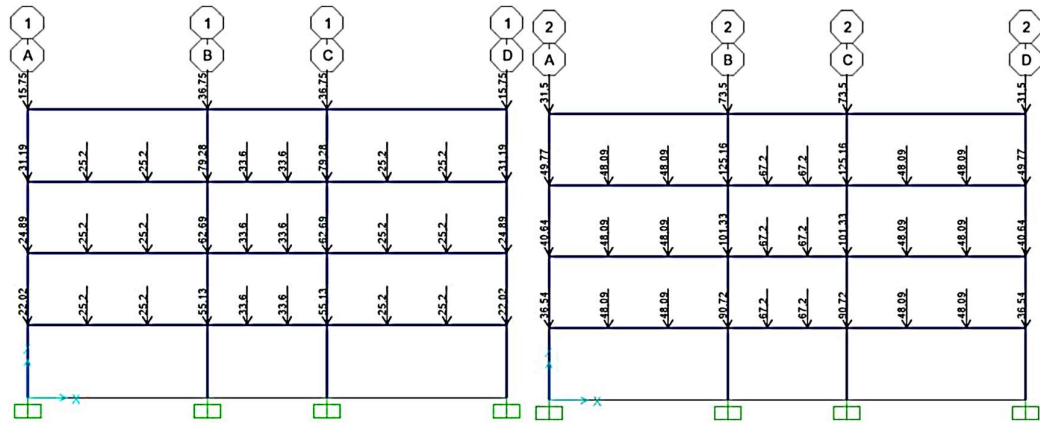 1 1 1 1
A B C D
15.75 36.75 36.75 15.75
31.19 25.2 25.2 79.28 33.6 33.6 79.28 25.2 25.2 31.19
24.89 25.2 25.2 62.69 33.6 33.6 62.69 25.2 25.2 24.89
22.02 25.2 25.2 55.13 33.6 33.6 55.13 25.2 25.2 22.02
X
2 2 2 2
A B C D
31.5 73.5 73.5 31.5
49.77 48.09 48.09 125.16 67.2 67.2 125.16 48.09 48.09 49.77
40.64 48.09 48.09 101.33 67.2 67.2 101.33 48.09 48.09 40.64
36.54 48.09 48.09 90.72 67.2 67.2 90.72 48.09 48.09 36.54
X